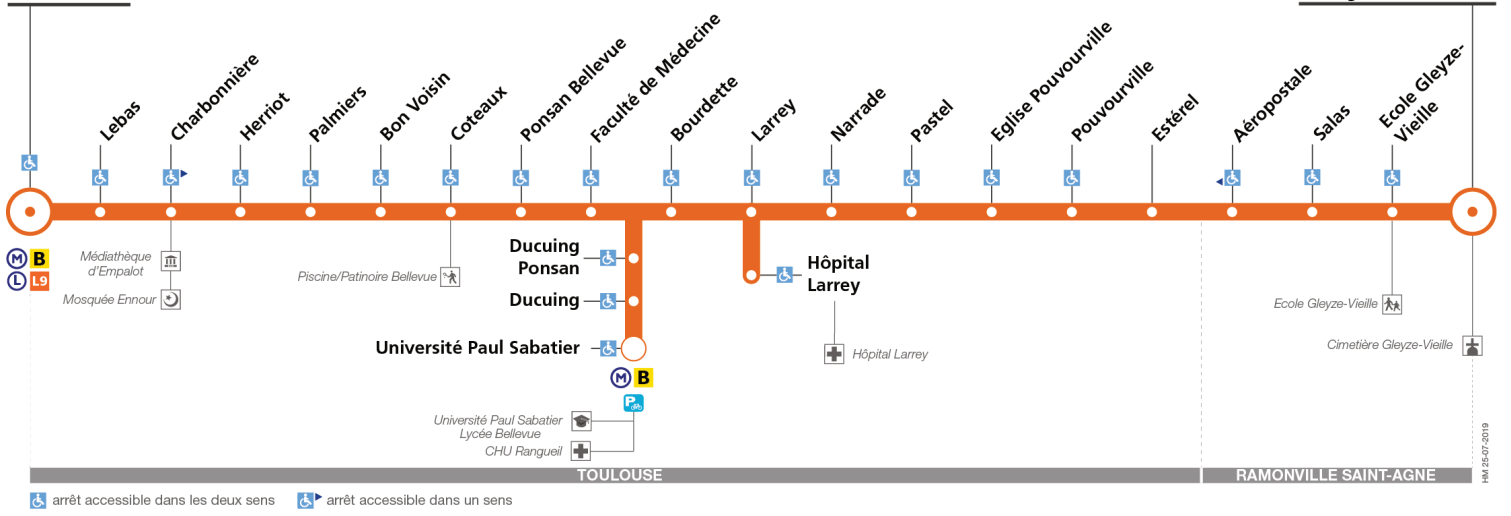 Lebas
Charbonnière
Herriot
Palmiers
Bon Voisin
Coteaux
Ponsan Bellevue
Faculté de Médecine
Bourdette
Larrey
Narrade
Pastel
Eglise Pouvourville
Pouvourville
Estérel
Aéropostale
Salas
Ecole Gleyze-
Vieille
M B
L L9
Médiathèque
d'Empalot
Mosquée Ennour
Piscine/Patinoire Bellevue
Ducuing
Ponsan
Ducuing
Université Paul Sabatier
M B
P
Université Paul Sabatier
Lycée Bellevue
CHU Rangueil
Hôpital
Larrey
Hôpital Larrey
Ecole Gleyze-Vieille
Cimetière Gleyze-Vieille
HM 25-07-2019
TOULOUSE
RAMONVILLE SAINT-AGNE
arrêt accessible dans les deux sens
arrêt accessible dans un sens